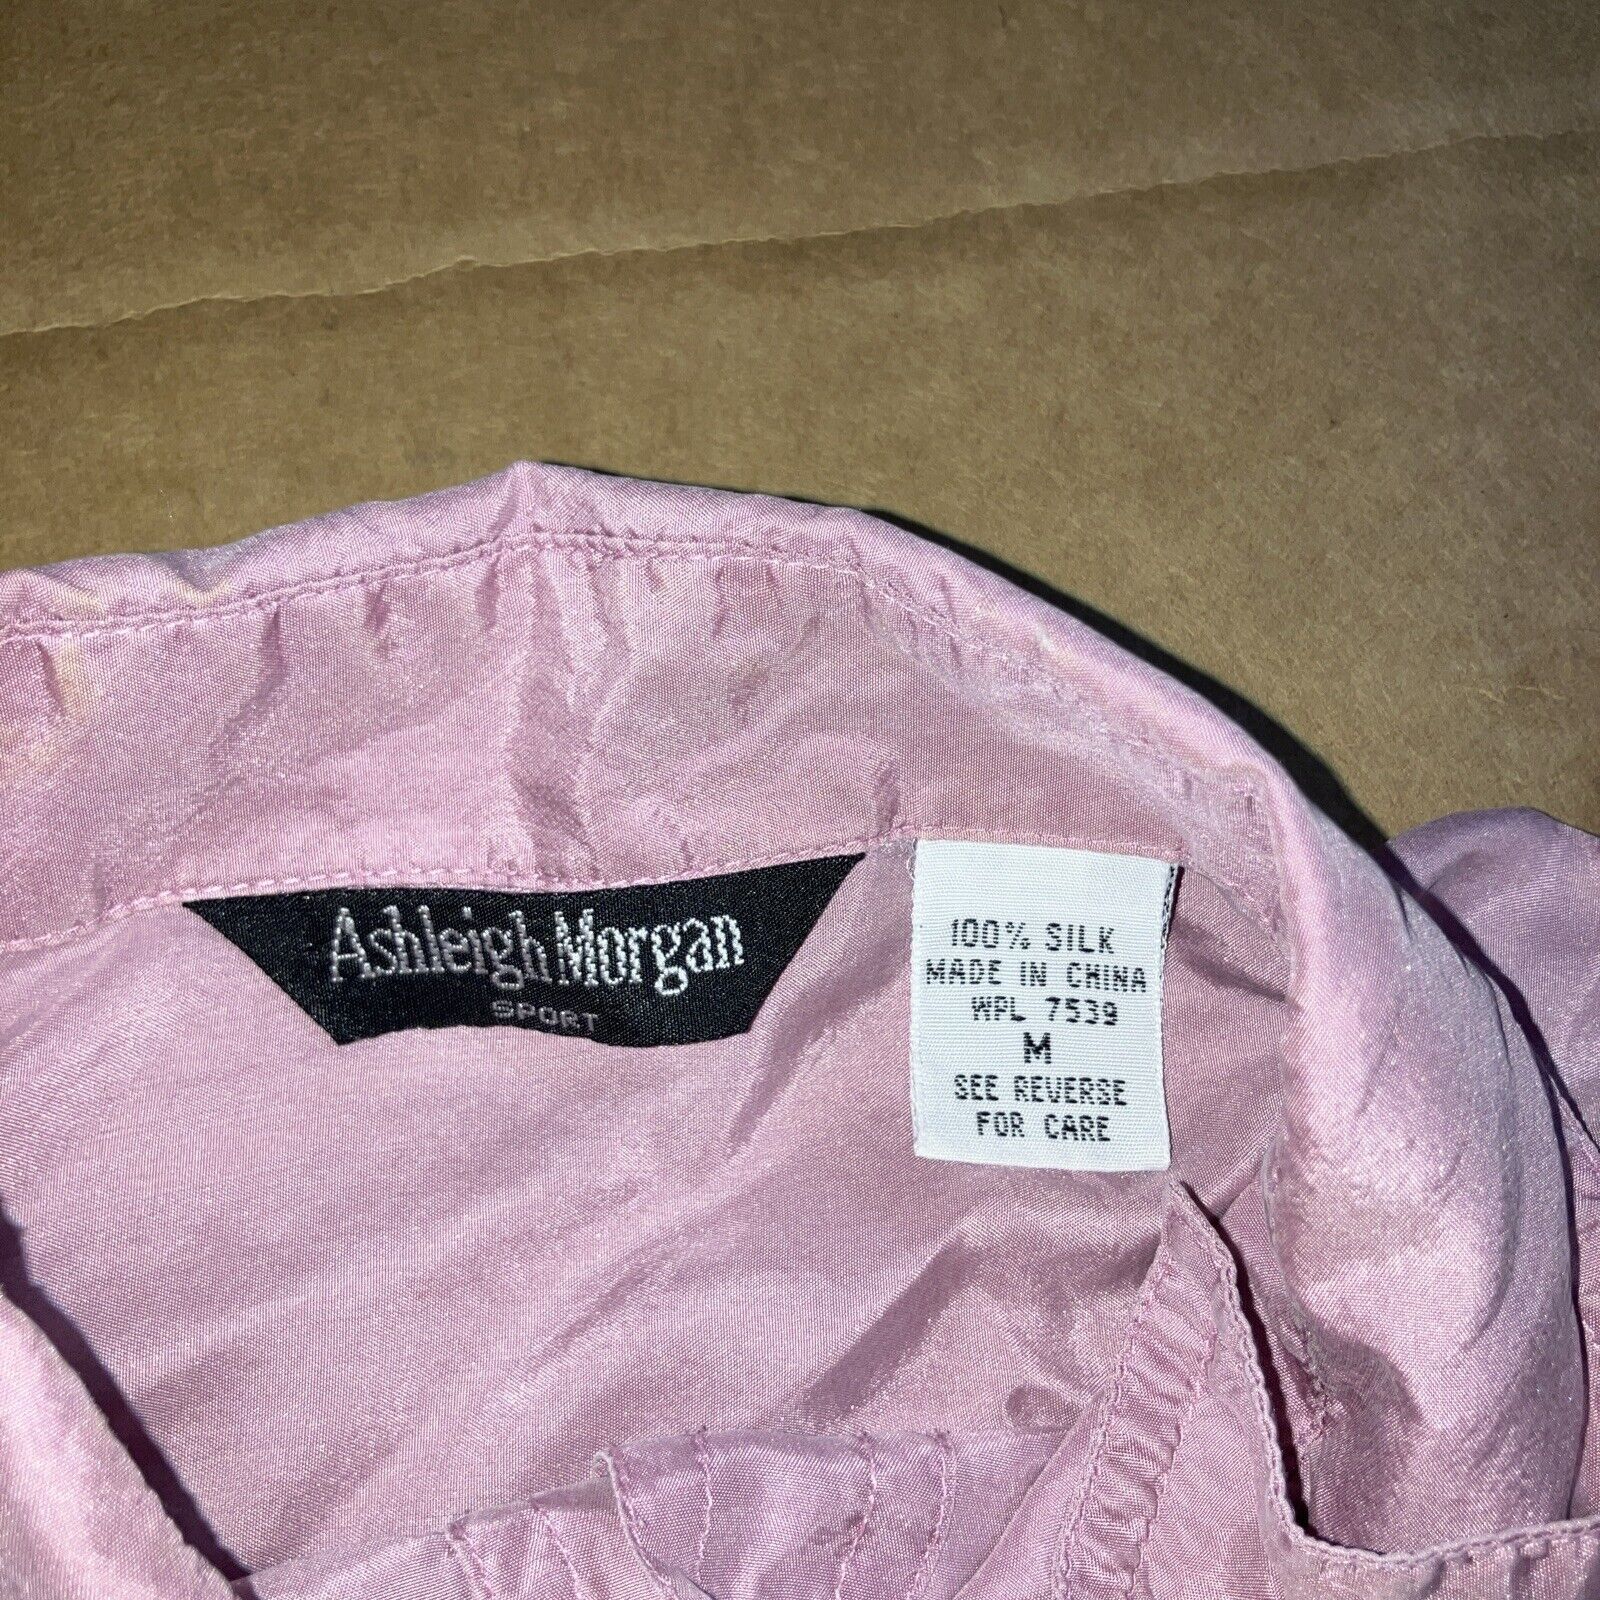 Ashleigh Morgan
SPORT
100% SILK
MADE IN CHINA
WPL 7539
M
SEE REVERSE
FOR CARE